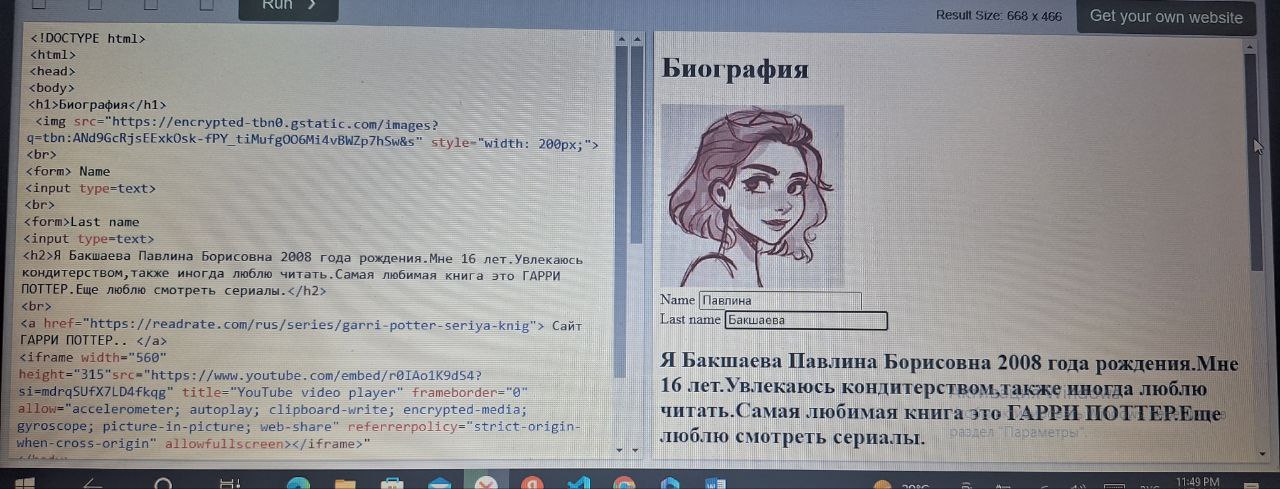 Run ❯
Result Size: 668 x 466
Get your own website
<!DOCTYPE html>
<html>
<head>
<body>
<h1>Биография</h1>
<img src="https://encrypted-tbn0.gstatic.com/images?
q=tbn:ANd9GcRjsEExkOsk-fPY_tiMufgOO6Mi4vBWZp7hSw&s" style="width: 200px;">
<br>
<form> Name
<input type=text>
<br>
<form>Last name
<input type=text>
<h2>Я Бакшаева Павлина Борисовна 2008 года рождения.Мне 16 лет.Увлекаюсь
кондитерством,также иногда люблю читать.Самая любимая книга это ГАРРИ
ПОТТЕР.Еще люблю смотреть сериалы.</h2>
<br>
<a href="https://readrate.com/rus/series/garri-potter-seriya-knig"> Сайт
ГАРРИ ПОТТЕР.. </a>
<iframe width="560"
height="315"src="https://www.youtube.com/embed/r0IAo1K9dS4?
si=mdrqSUfX7LD4fkqg" title="YouTube video player" frameborder="0"
allow="accelerometer; autoplay; clipboard-write; encrypted-media;
gyroscope; picture-in-picture; web-share" referrerpolicy="strict-origin-
when-cross-origin" allowfullscreen></iframe>"
Биография
Name Павлина
Last name Бакшаева
Я Бакшаева Павлина Борисовна 2008 года рождения.Мне
16 лет.Увлекаюсь кондитерством,также иногда люблю
читать.Самая любимая книга это ГАРРИ ПОТТЕР.Еще
люблю смотреть сериалы.
раздел "Параметры".
11:49 PM